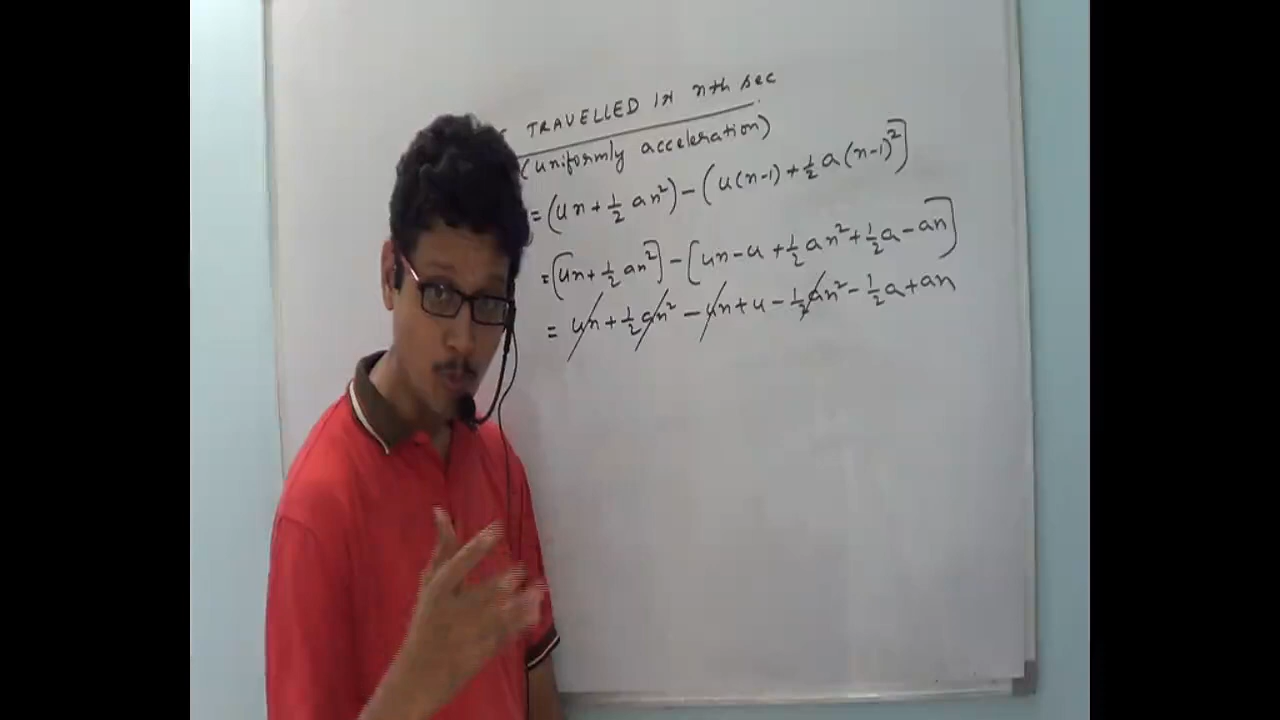 TRAVELLED IN nth sec
(uniformly acceleration)
= (un + 1/2 an²) - (u(n-1) + 1/2 a(n-1)²]
= [un + 1/2 an²] - [un - u + 1/2 an² + 1/2 a - an]
= un + 1/2 an² - un + u - 1/2 an² - 1/2 a + an